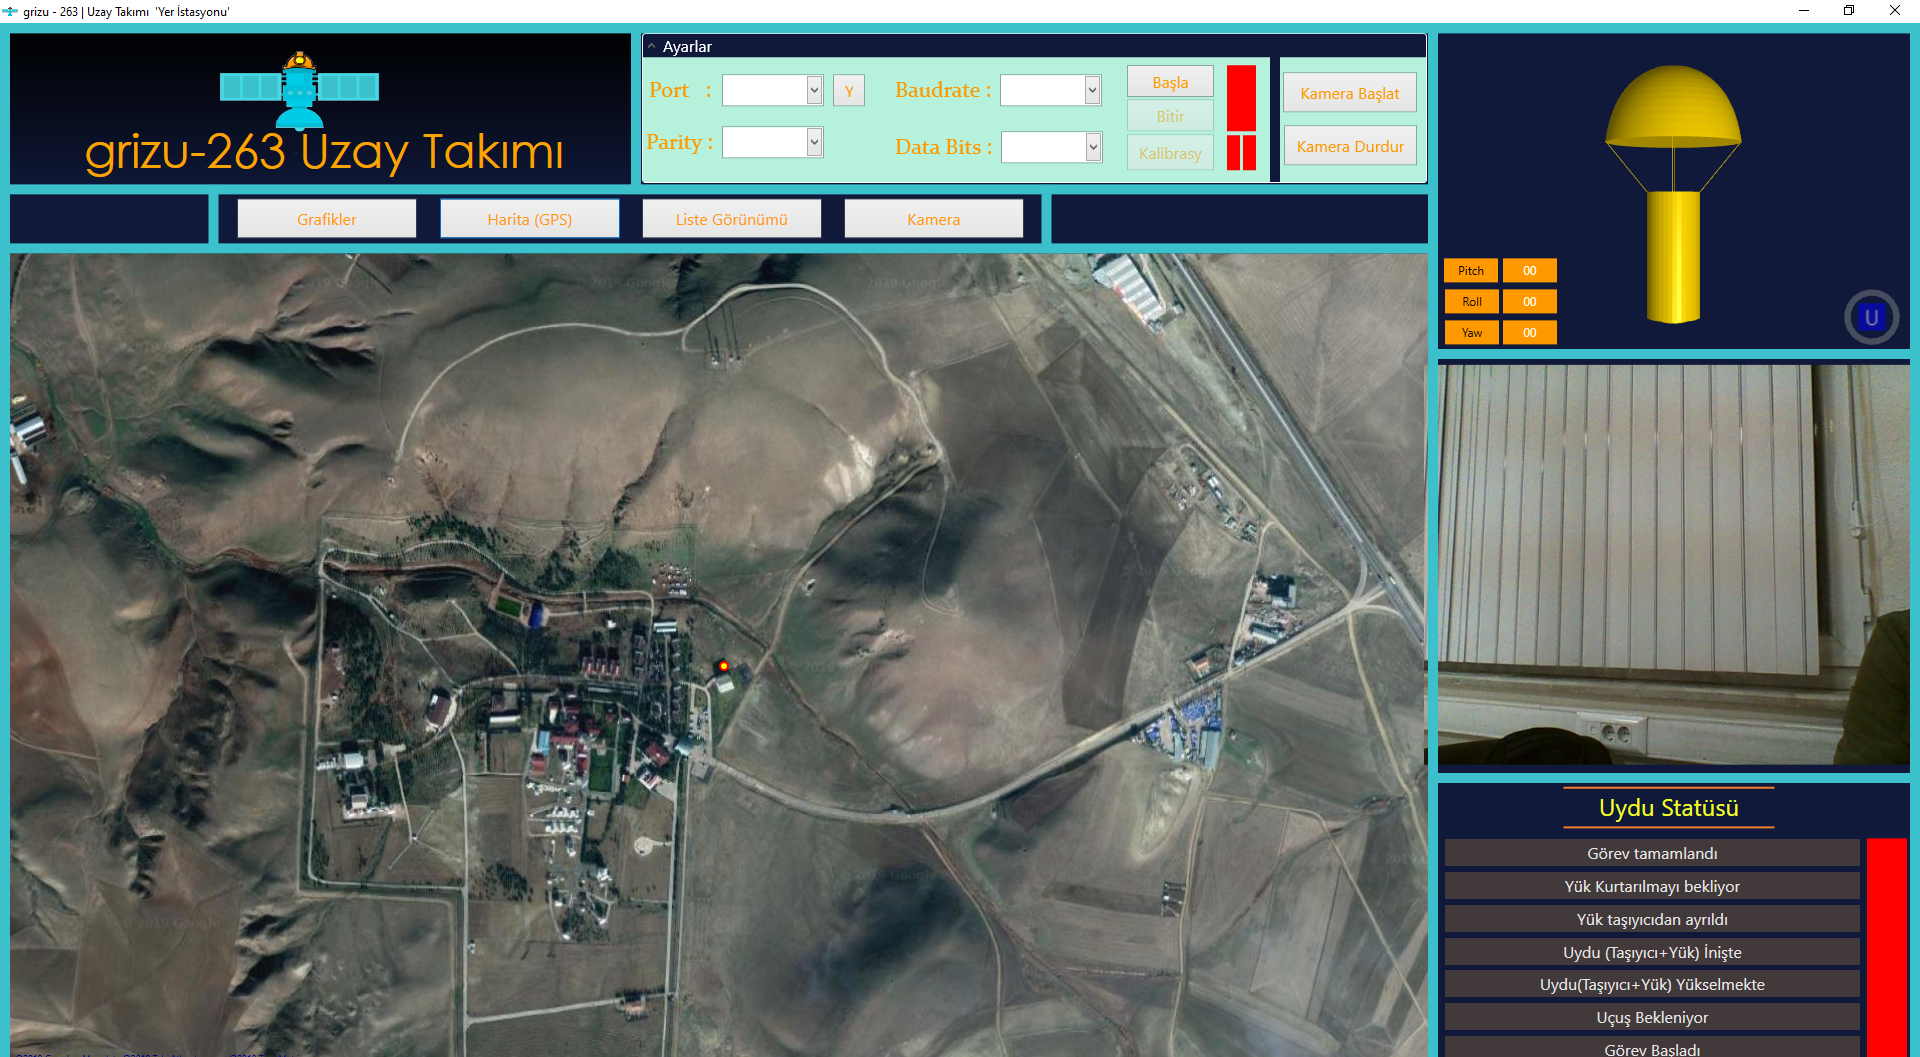 grizu - 263 | Uzay Takımı 'Yer İstasyonu'
grizu-263 Uzay Takımı
Ayarlar
Port :
Y
Baudrate :
Başla
Bitir
Parity :
Data Bits :
Kalibrasy
Kamera Başlat
Kamera Durdur
Grafikler
Harita (GPS)
Liste Görünümü
Kamera
Pitch 00
Roll 00
Yaw 00
U
© 2019 Google
Uydu Statüsü
Görev tamamlandı
Yük Kurtarılmayı bekliyor
Yük taşıyıcıdan ayrıldı
Uydu (Taşıyıcı+Yük) İnişte
Uydu(Taşıyıcı+Yük) Yükselmekte
Uçuş Bekleniyor
Görev Başladı